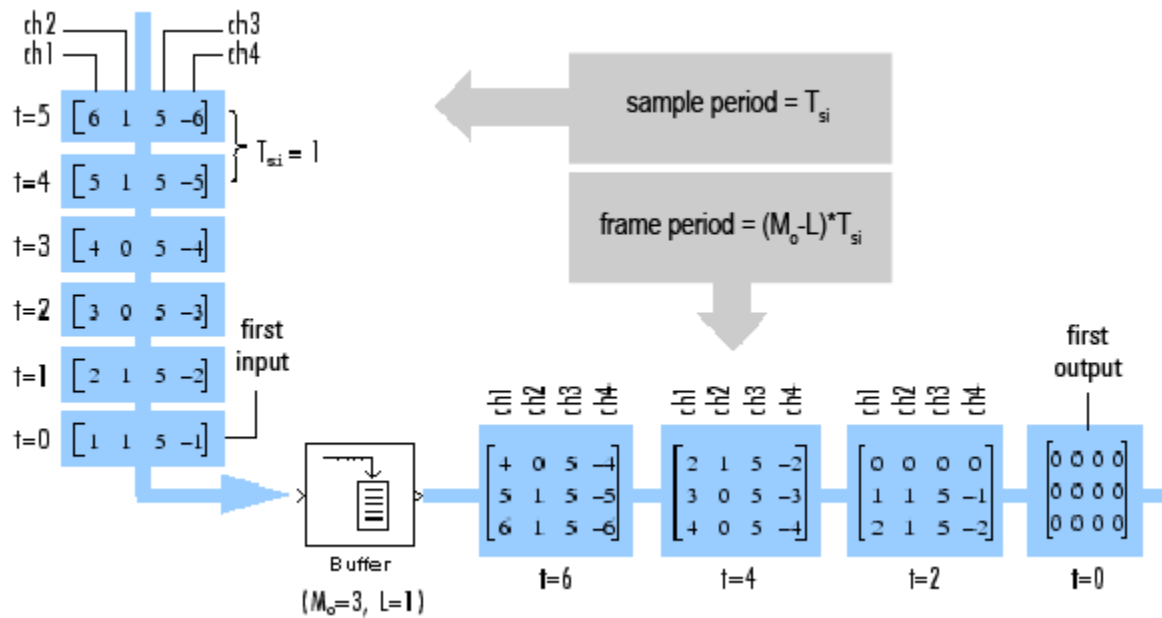 ch2
ch1
ch3
ch4
t=5 [6 1 5 -6]
T_si = 1
t=4 [5 1 5 -5]
t=3 [4 0 5 -4]
t=2 [3 0 5 -3]
t=1 [2 1 5 -2]
t=0 [1 1 5 -1]
first
input
sample period = T_si
frame period = (M_o-L)*T_si
Buffer
(M_o=3, L=1)
ch1 ch2 ch3 ch4
4 0 5 -4
5 1 5 -5
6 1 5 -6
t=6
ch1 ch2 ch3 ch4
2 1 5 -2
3 0 5 -3
4 0 5 -4
t=4
ch1 ch2 ch3 ch4
0 0 0 0
1 1 5 -1
2 1 5 -2
t=2
first
output
0 0 0 0
0 0 0 0
0 0 0 0
t=0